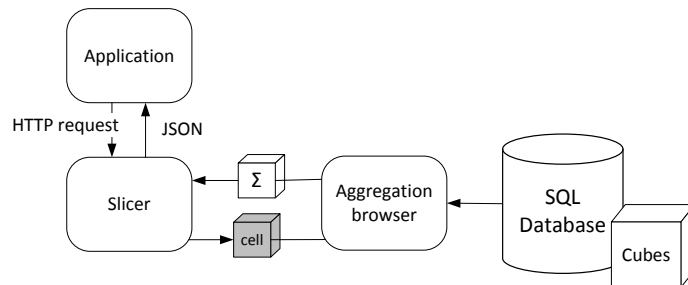 Application
HTTP request
JSON
Slicer
Σ
cell
Aggregation
browser
SQL
Database
Cubes